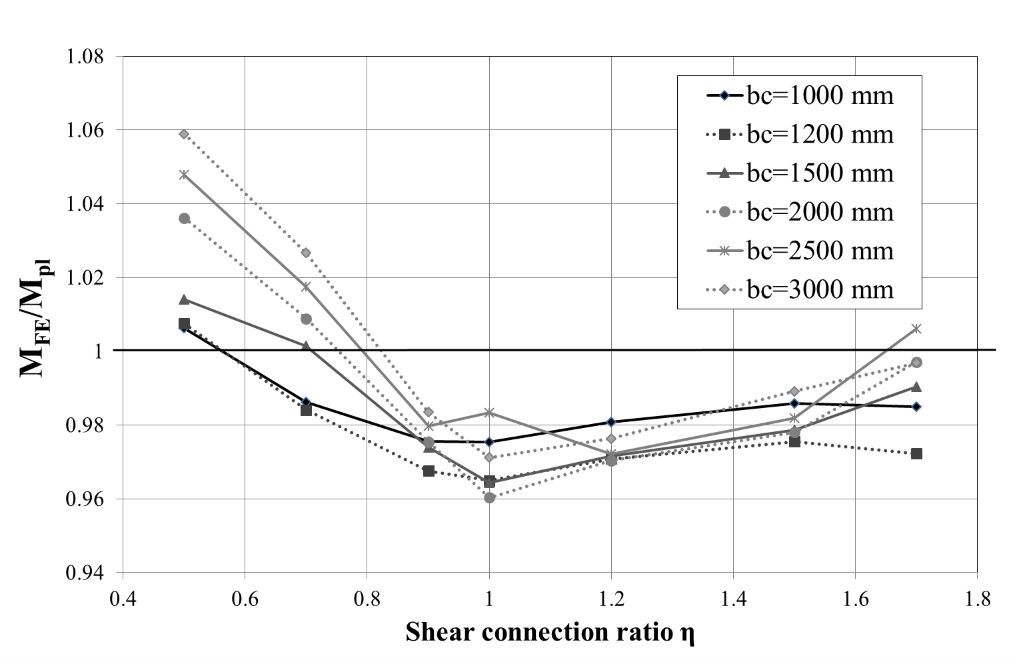 1.08
1.06
1.04
1.02
1
0.98
0.96
0.94
M_FE/M_pl
bc=1000 mm
bc=1200 mm
bc=1500 mm
bc=2000 mm
bc=2500 mm
bc=3000 mm
0.4 0.6 0.8 1 1.2 1.4 1.6 1.8
Shear connection ratio η